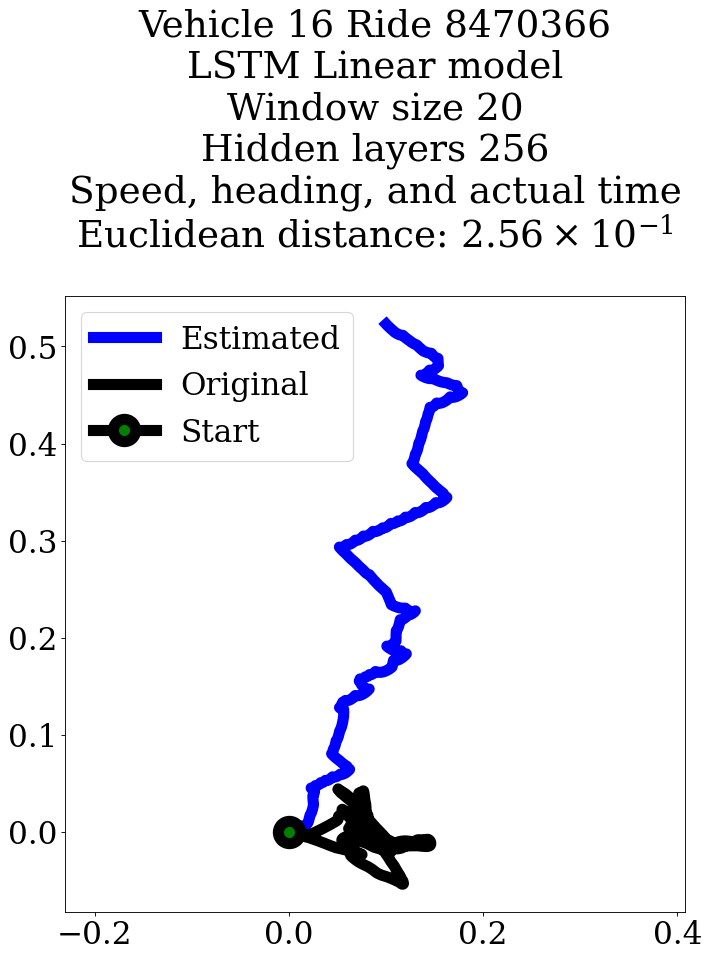 Vehicle 16 Ride 8470366
LSTM Linear model
Window size 20
Hidden layers 256
Speed, heading, and actual time
Euclidean distance: 2.56 × 10⁻¹
Estimated
Original
Start
0.5
0.4
0.3
0.2
0.1
0.0
−0.2
0.0
0.2
0.4